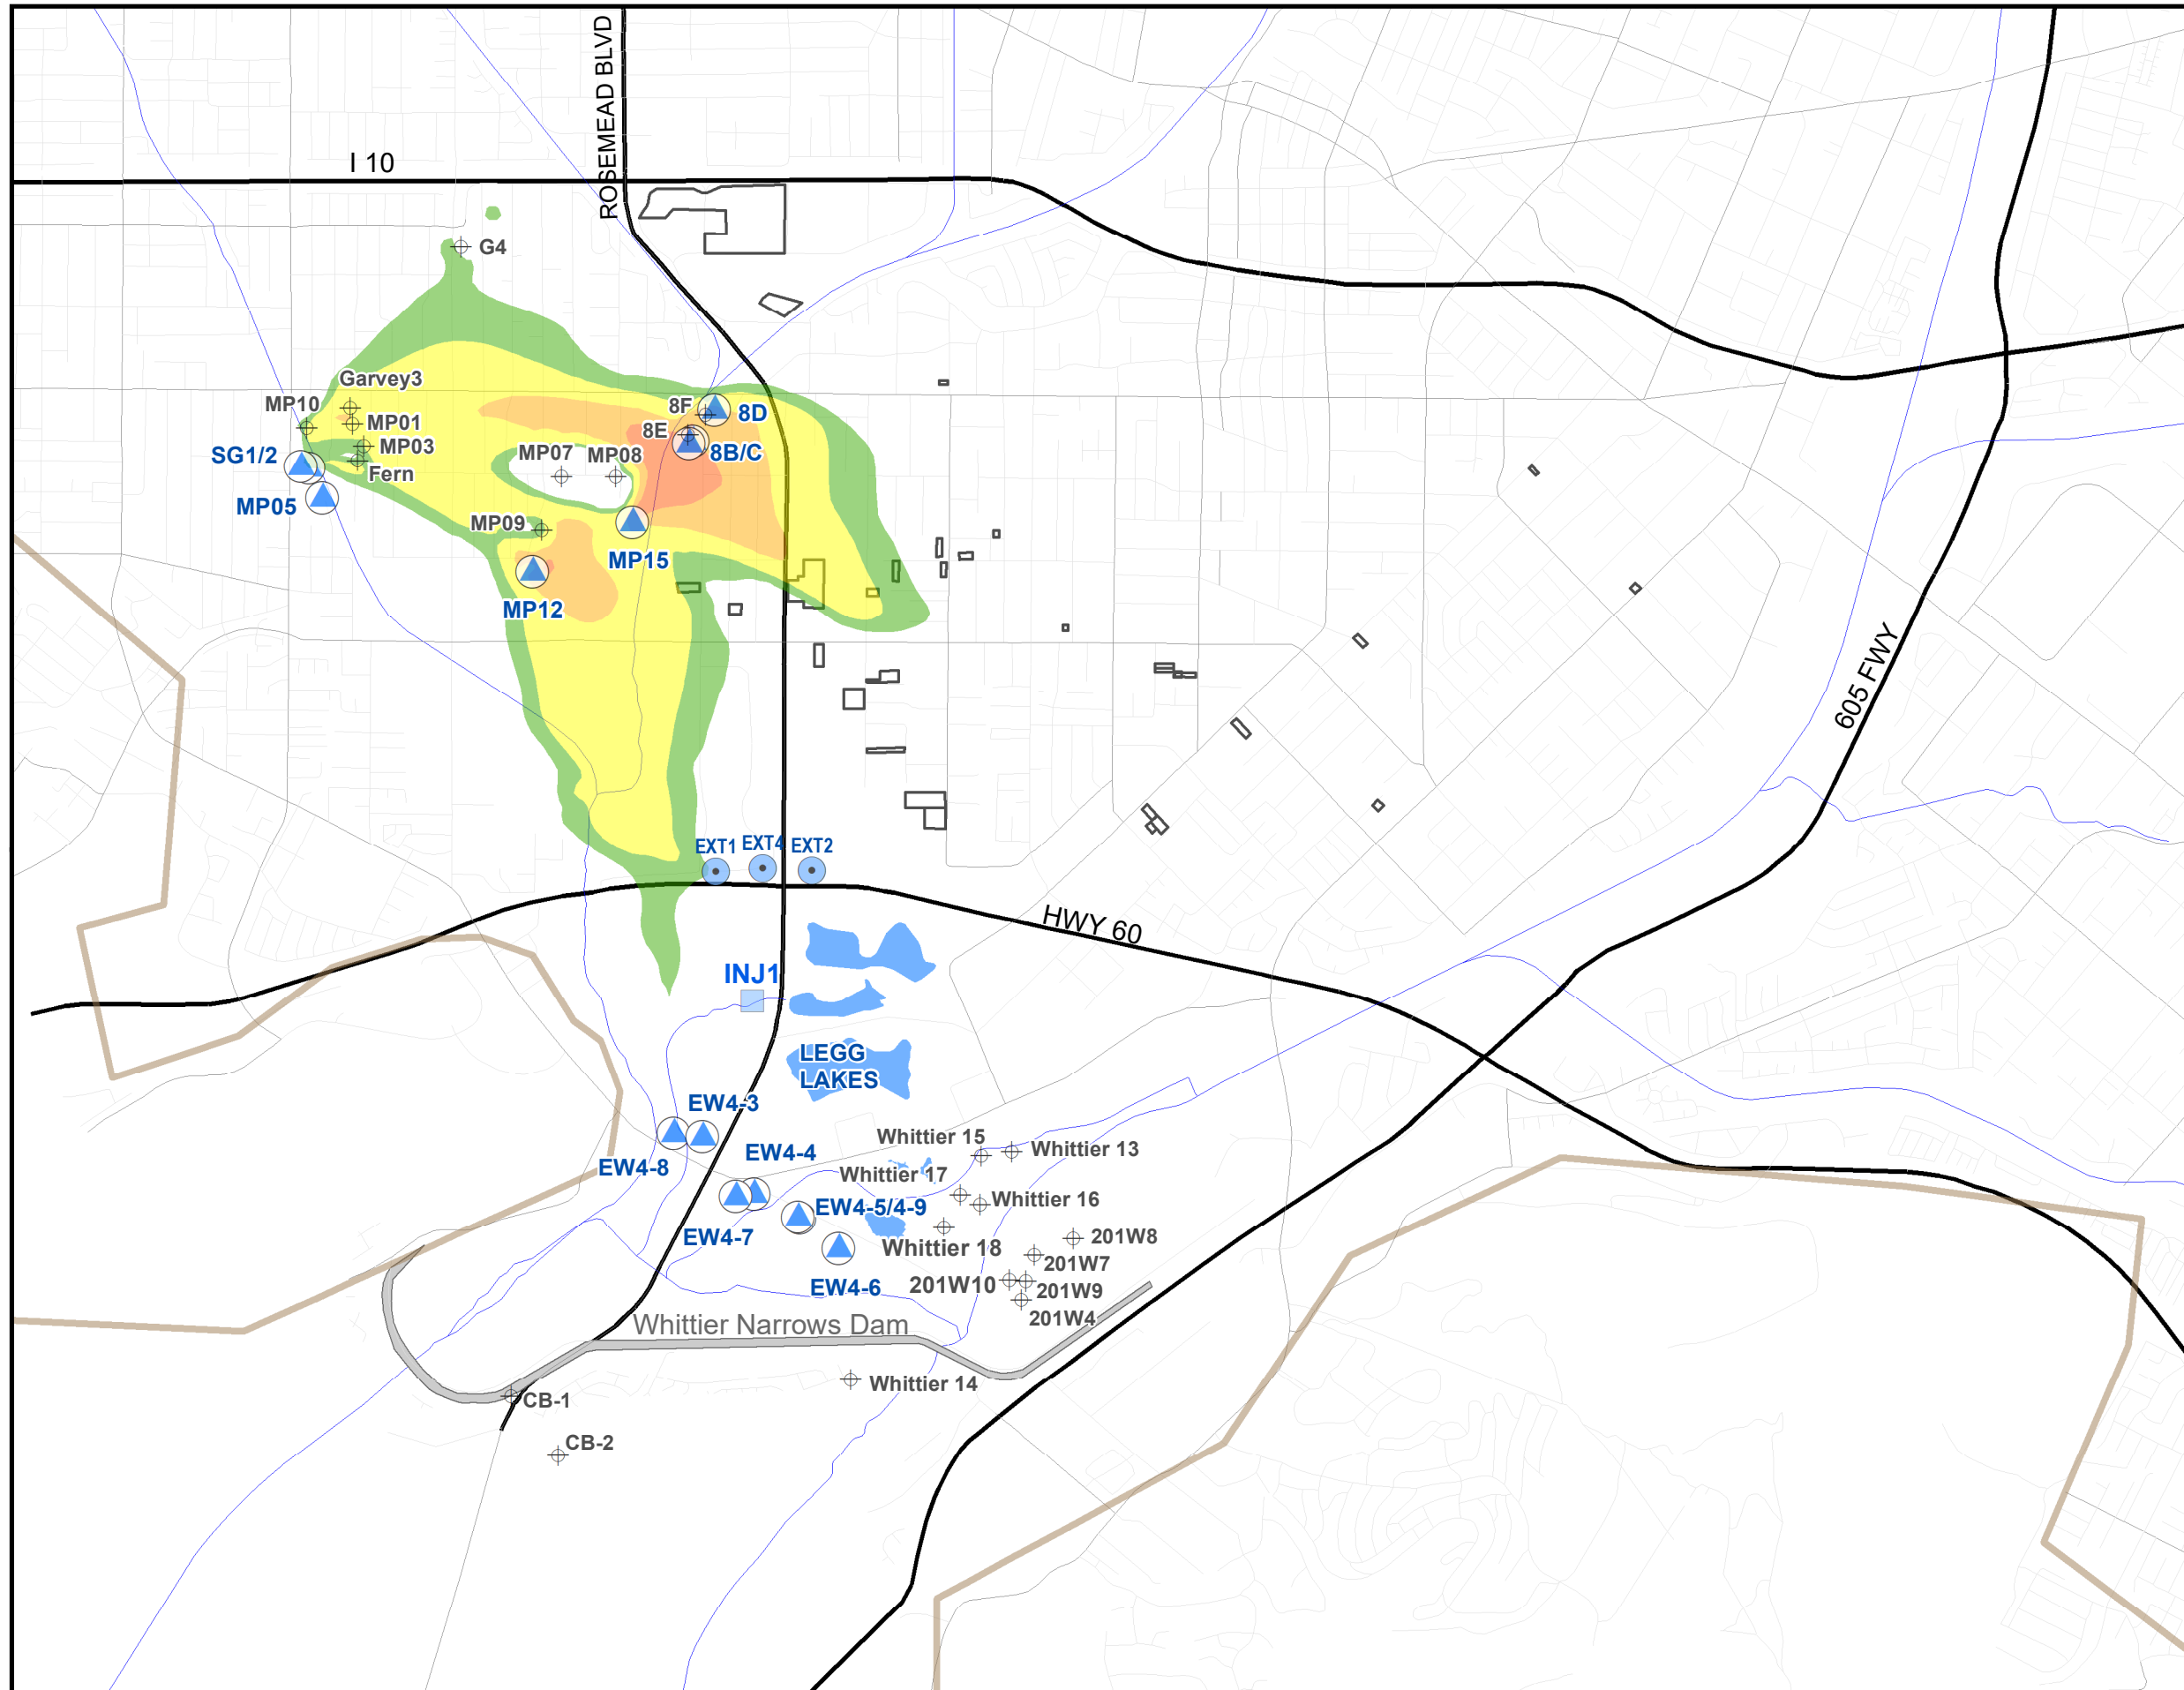 ROSEMEAD BLVD
I 10
G4
Garvey3
MP10
MP01
8F
8D
MP03
8E
SG1/2
MP07
MP08
8B/C
Fern
MP05
MP09
MP15
MP12
605 FWY
EXT1
EXT4
EXT2
HWY 60
INJ1
LEGG
LAKES
EW4-3
Whittier 15
Whittier 13
EW4-4
EW4-8
Whittier 17
Whittier 16
EW4-5/4-9
EW4-7
201W8
Whittier 18
201W7
EW4-6
201W10
201W9
201W4
Whittier Narrows Dam
Whittier 14
CB-1
CB-2